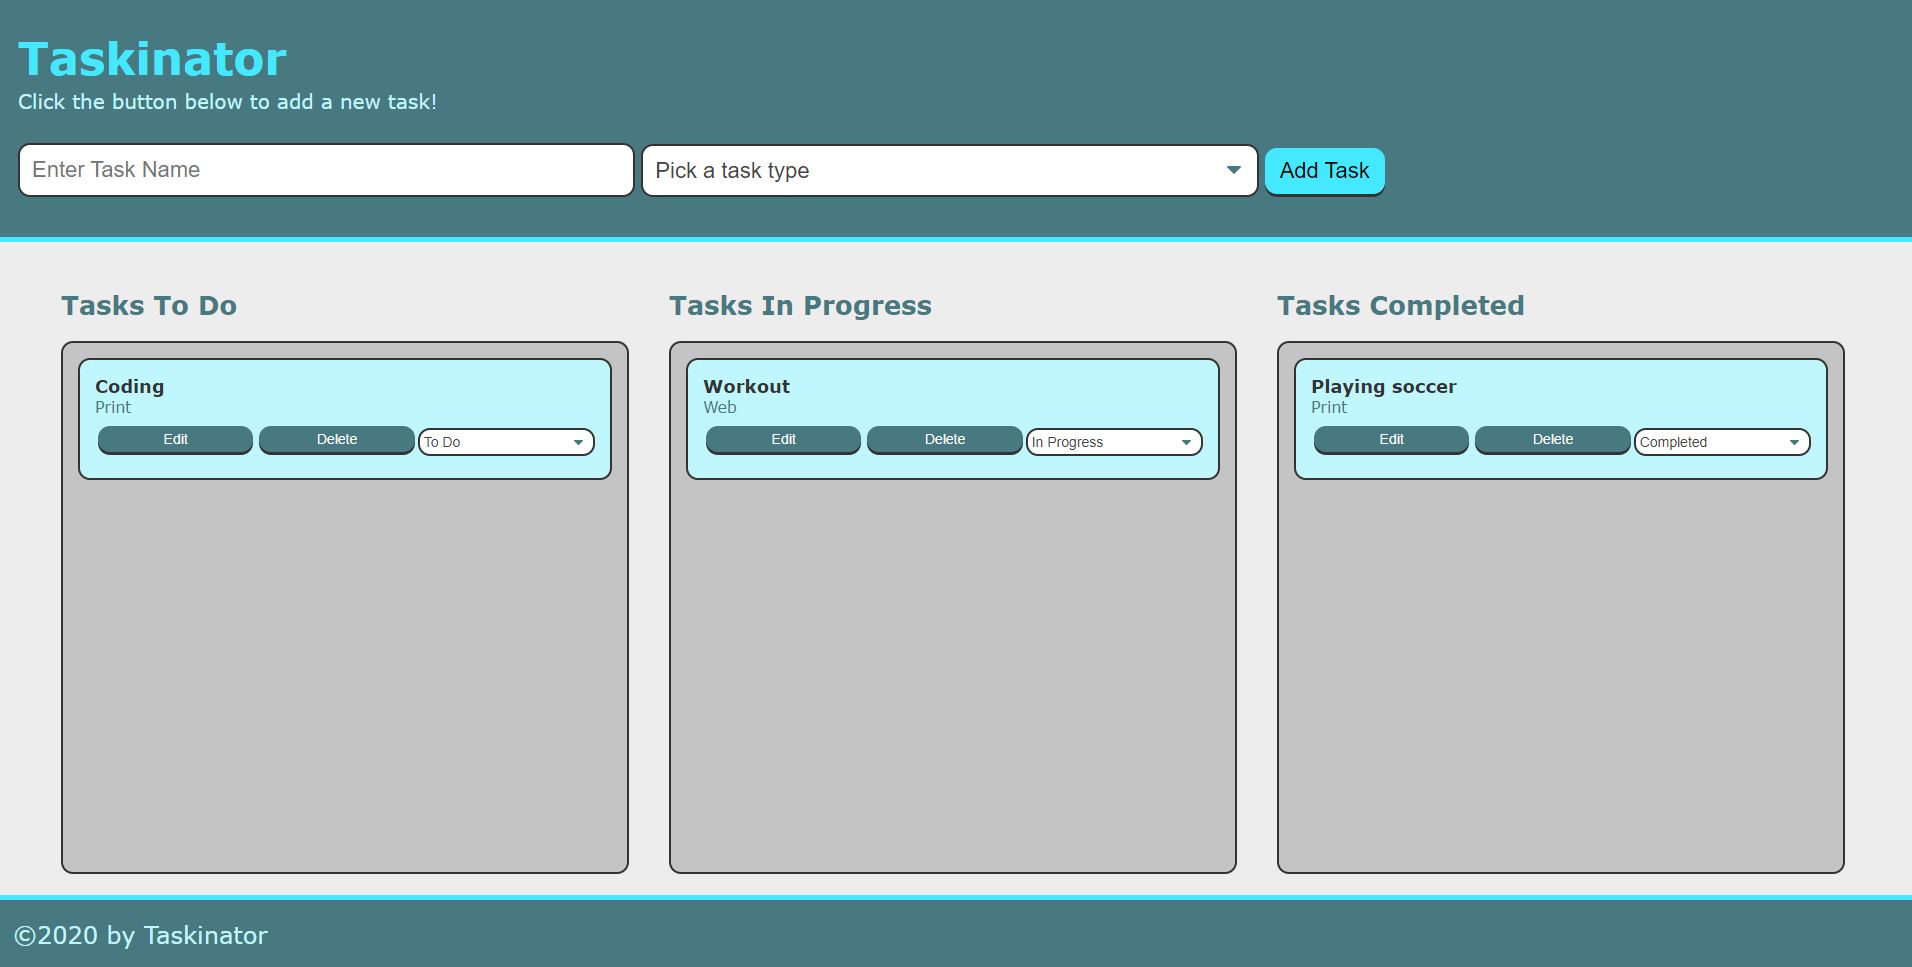 Taskinator
Click the button below to add a new task!
Enter Task Name
Pick a task type
Add Task
Tasks To Do
Coding
Print
Edit
Delete
To Do
Tasks In Progress
Workout
Web
Edit
Delete
In Progress
Tasks Completed
Playing soccer
Print
Edit
Delete
Completed
©2020 by Taskinator